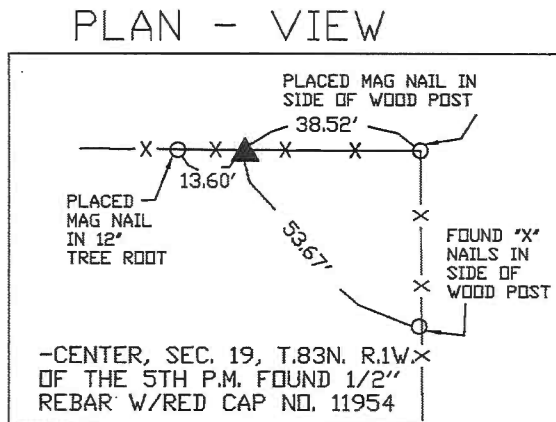 PLAN - VIEW
PLACED MAG NAIL IN
SIDE OF WOOD POST
38.52'
13.60'
PLACED
MAG NAIL
IN 12"
TREE ROOT
53.67'
FOUND "X"
NAILS IN
SIDE OF
WOOD POST
-CENTER, SEC. 19, T.83N. R.1W.
OF THE 5TH P.M. FOUND 1/2''
REBAR W/RED CAP NO. 11954